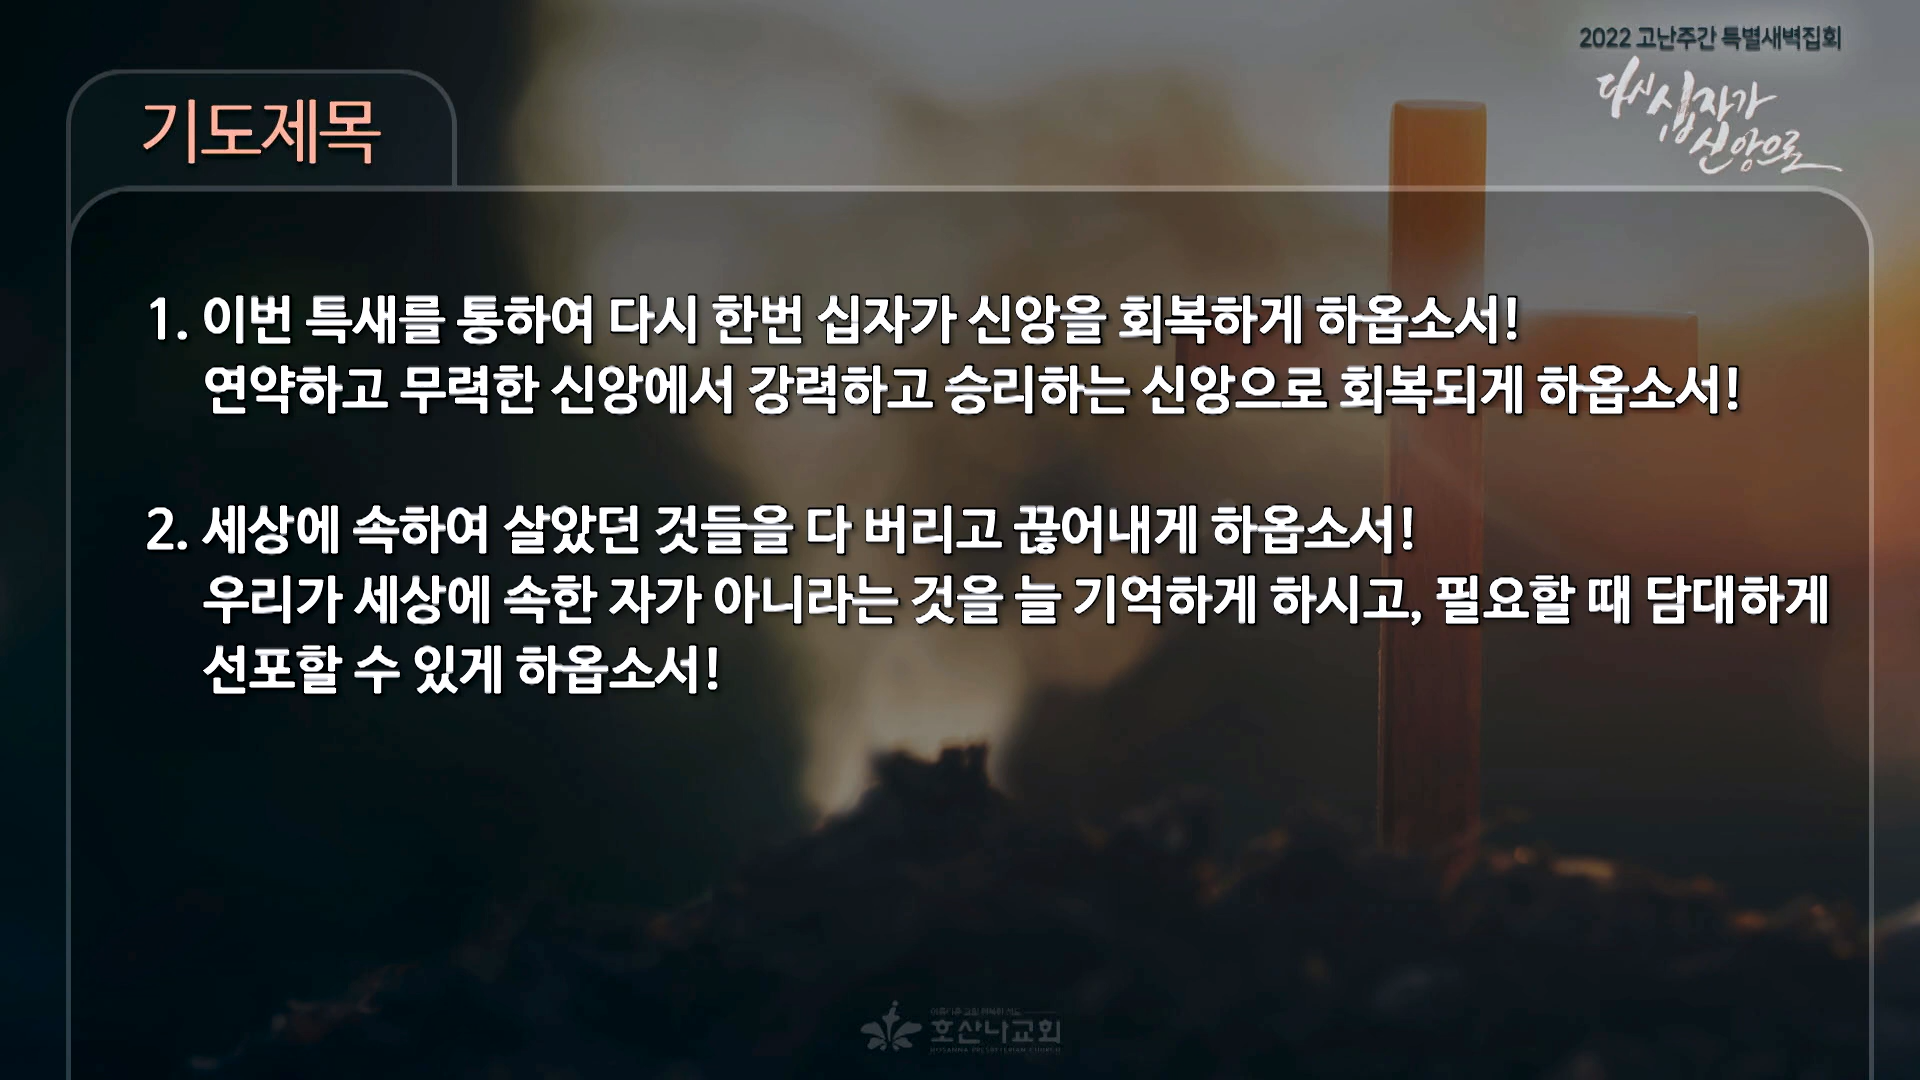 2022 고난주간 특별새벽집회
다시 십자가
신앙으로
기도제목
1. 이번 특새를 통하여 다시 한번 십자가 신앙을 회복하게 하옵소서!
연약하고 무력한 신앙에서 강력하고 승리하는 신앙으로 회복되게 하옵소서!
2. 세상에 속하여 살았던 것들을 다 버리고 끊어내게 하옵소서!
우리가 세상에 속한 자가 아니라는 것을 늘 기억하게 하시고, 필요할 때 담대하게
선포할 수 있게 하옵소서!
호산나교회
HOSANNA PRESBYTERIAN CHURCH